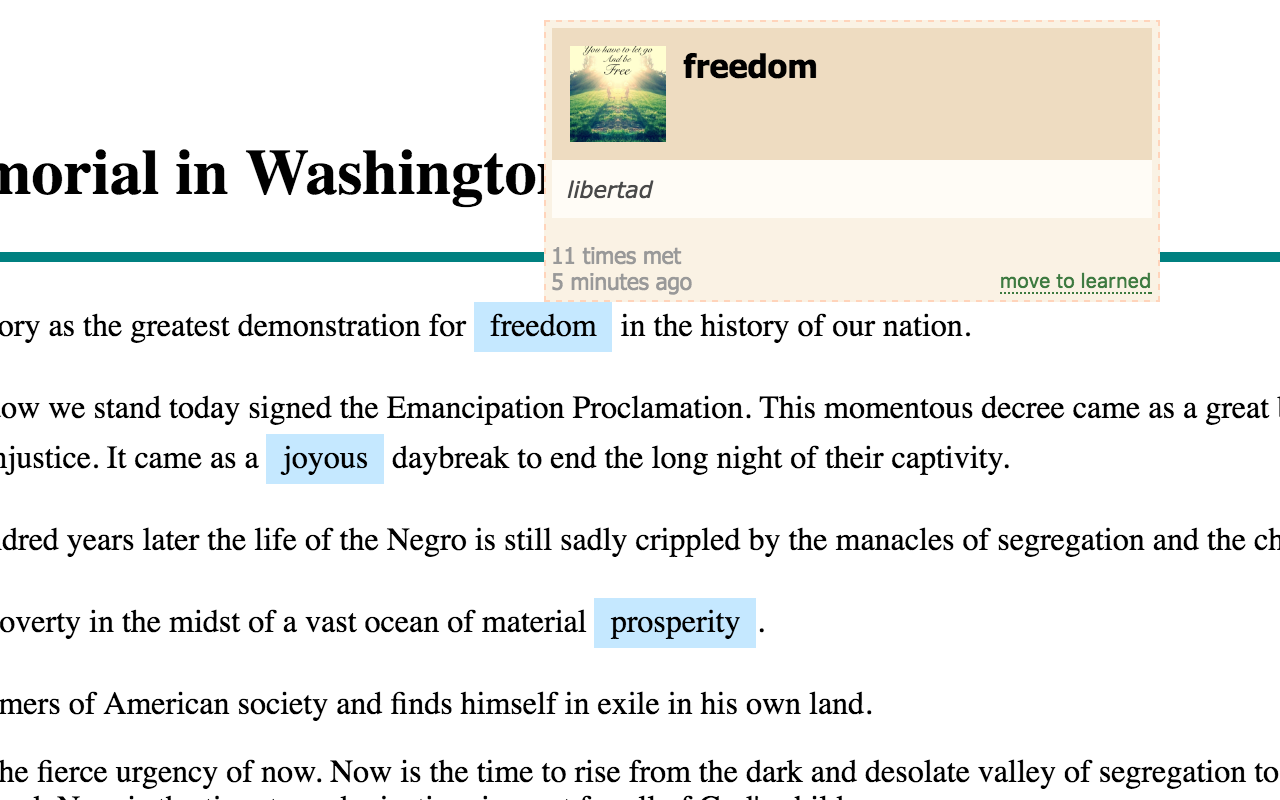 You have to let go
And be
Free
freedom
morial in Washington
libertad
11 times met
5 minutes ago
move to learned
ory as the greatest demonstration for freedom in the history of our nation.
ow we stand today signed the Emancipation Proclamation. This momentous decree came as a great
njustice. It came as a joyous daybreak to end the long night of their captivity.
dred years later the life of the Negro is still sadly crippled by the manacles of segregation and the ch
overty in the midst of a vast ocean of material prosperity .
mers of American society and finds himself in exile in his own land.
he fierce urgency of now. Now is the time to rise from the dark and desolate valley of segregation to